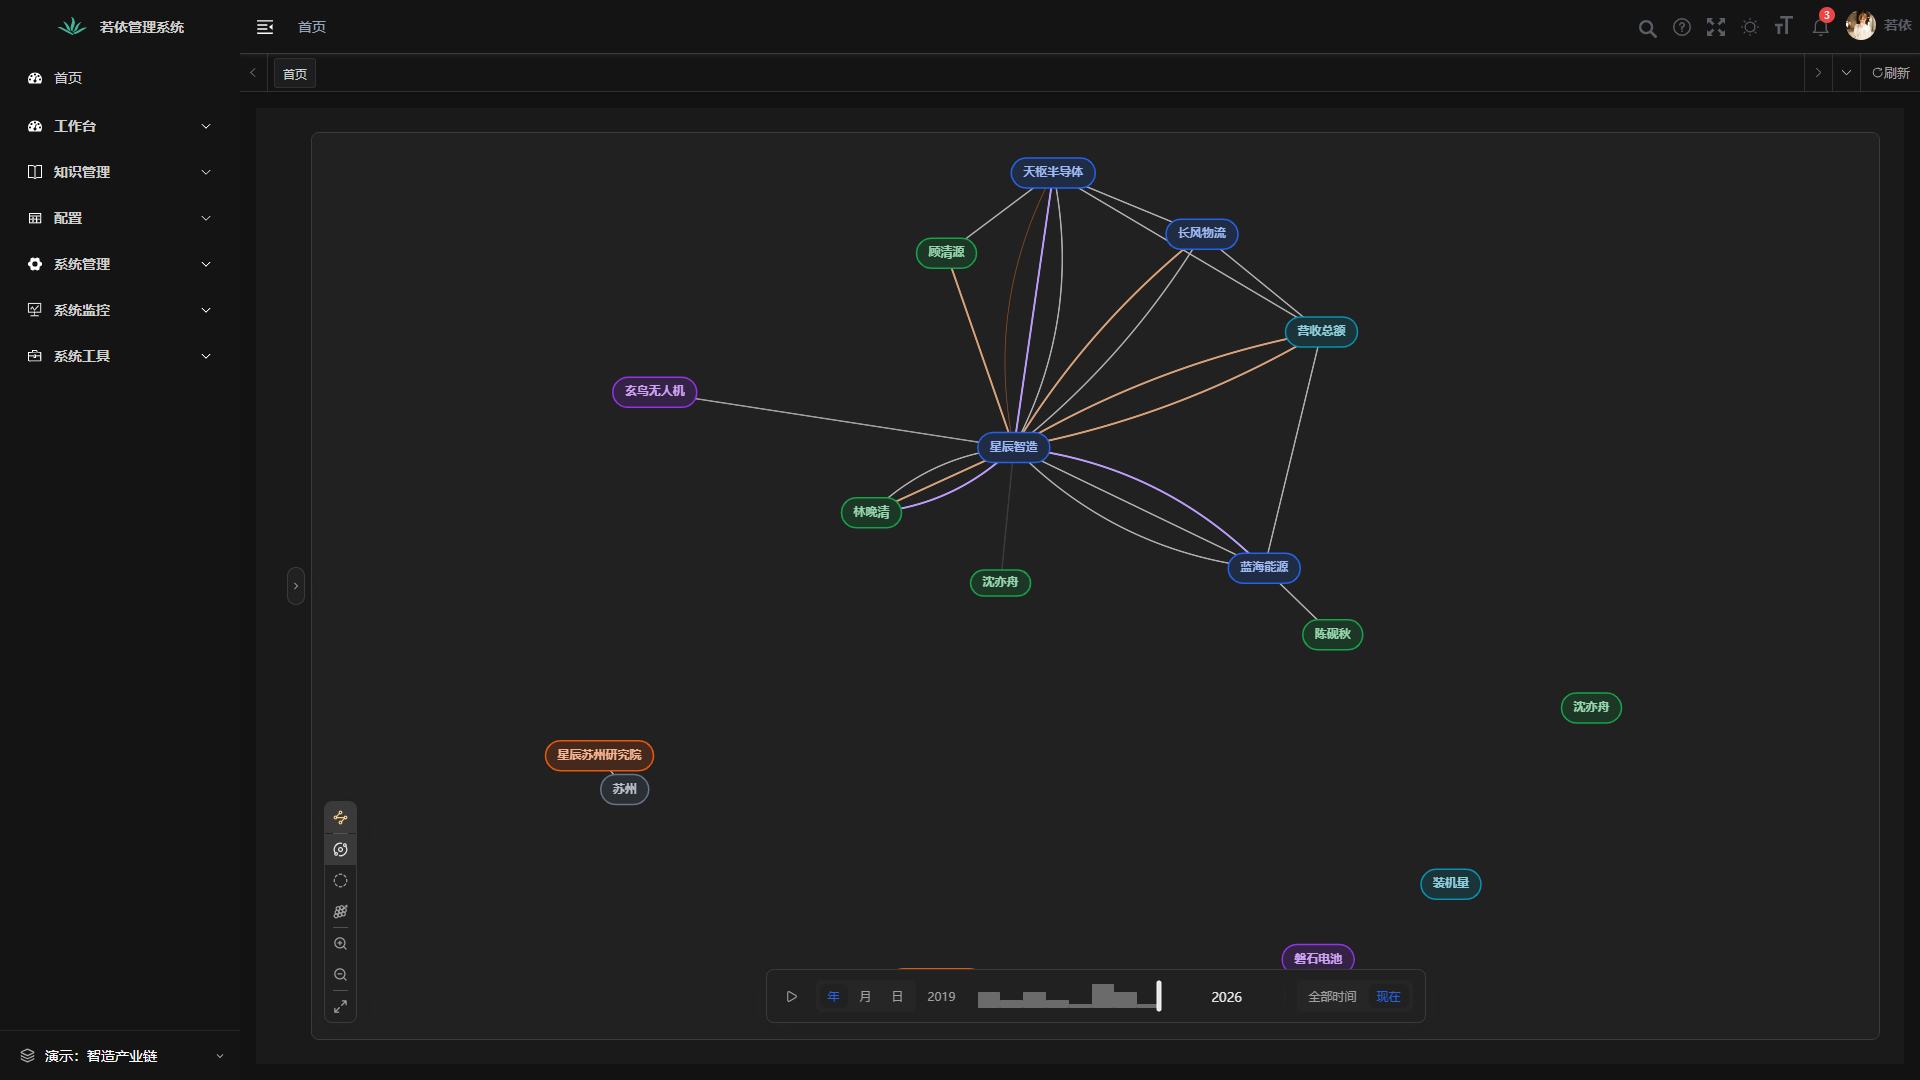 若依管理系统
首页
3
若依
首页
刷新
首页
工作台
知识管理
配置
系统管理
系统监控
系统工具
天枢半导体
长风物流
顾清源
营收总额
玄鸟无人机
星辰智造
林晚清
沈亦舟
蓝海能源
陈砚秋
沈亦舟
星辰苏州研究院
苏州
装机量
磐石电池
年
月
日
2019
2026
全部时间
现在
演示：智造产业链